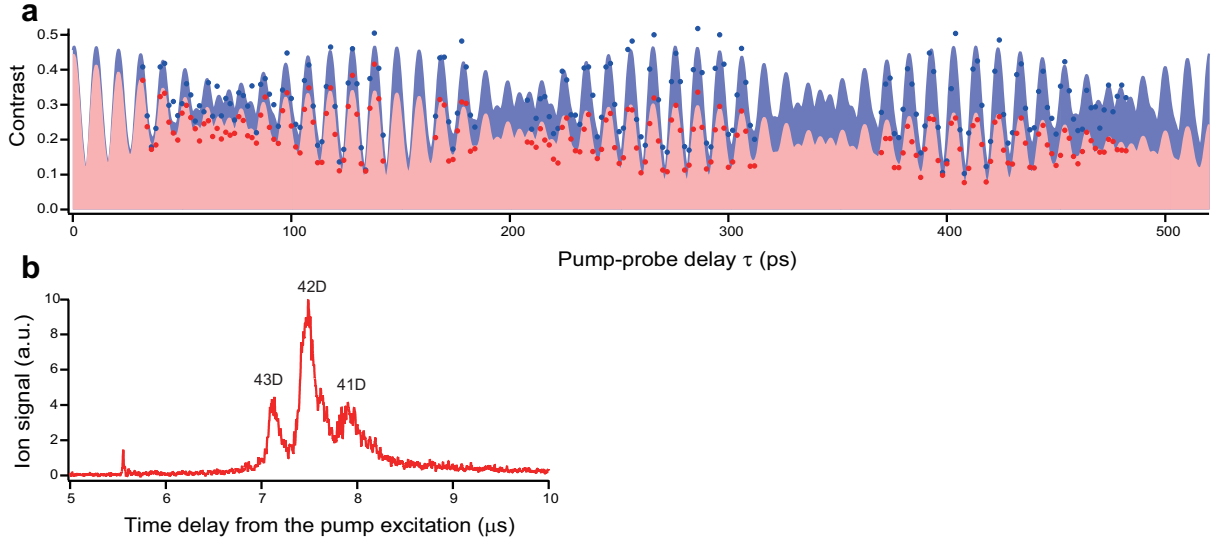 a
0.5
0.4
0.3
0.2
0.1
0.0
Contrast
0
100
200
300
400
500
Pump-probe delay τ (ps)
b
42D
43D
41D
10
8
6
4
2
0
Ion signal (a.u.)
5
6
7
8
9
10
Time delay from the pump excitation (μs)